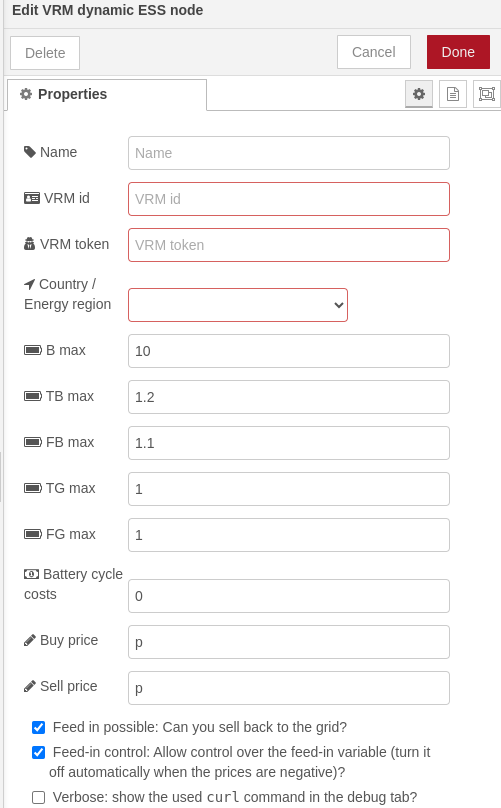 Edit VRM dynamic ESS node
Delete
Cancel
Done
Properties
Name
Name
VRM id
VRM id
VRM token
VRM token
Country /
Energy region
B max
10
TB max
1.2
FB max
1.1
TG max
1
FG max
1
Battery cycle
costs
0
Buy price
p
Sell price
p
Feed in possible: Can you sell back to the grid?
Feed-in control: Allow control over the feed-in variable (turn it
off automatically when the prices are negative)?
Verbose: show the used curl command in the debug tab?